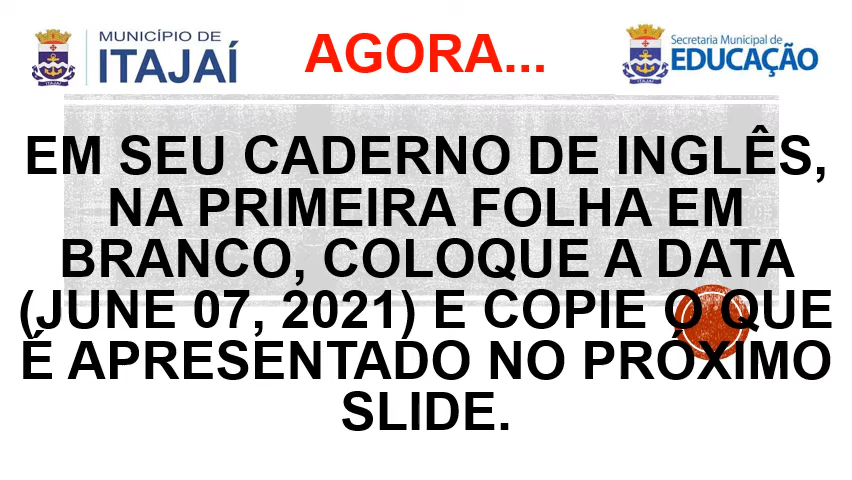 MUNICÍPIO DE
ITAJAÍ
AGORA...
Secretaria Municipal de
EDUCAÇÃO
EM SEU CADERNO DE INGLÊS,
NA PRIMEIRA FOLHA EM
BRANCO, COLOQUE A DATA
(JUNE 07, 2021) E COPIE O QUE
É APRESENTADO NO PRÓXIMO
SLIDE.